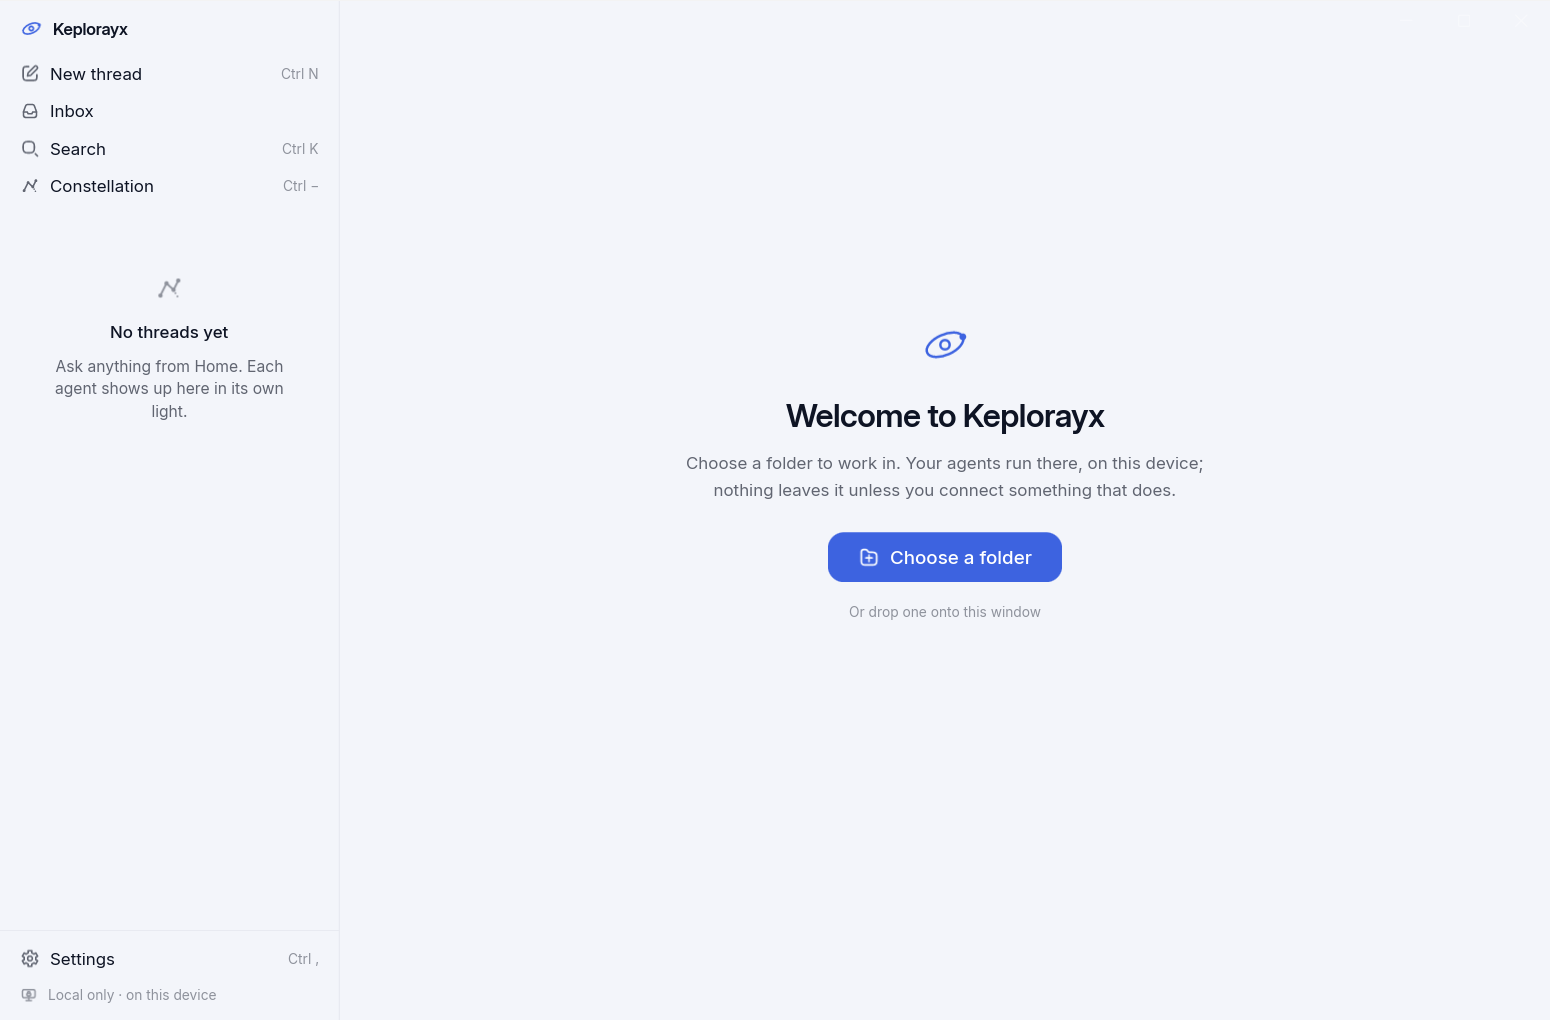 Keplorayx
New thread Ctrl N
Inbox
Search Ctrl K
Constellation Ctrl –
No threads yet
Ask anything from Home. Each
agent shows up here in its own
light.
Welcome to Keplorayx
Choose a folder to work in. Your agents run there, on this device;
nothing leaves it unless you connect something that does.
Choose a folder
Or drop one onto this window
Settings Ctrl ,
Local only · on this device